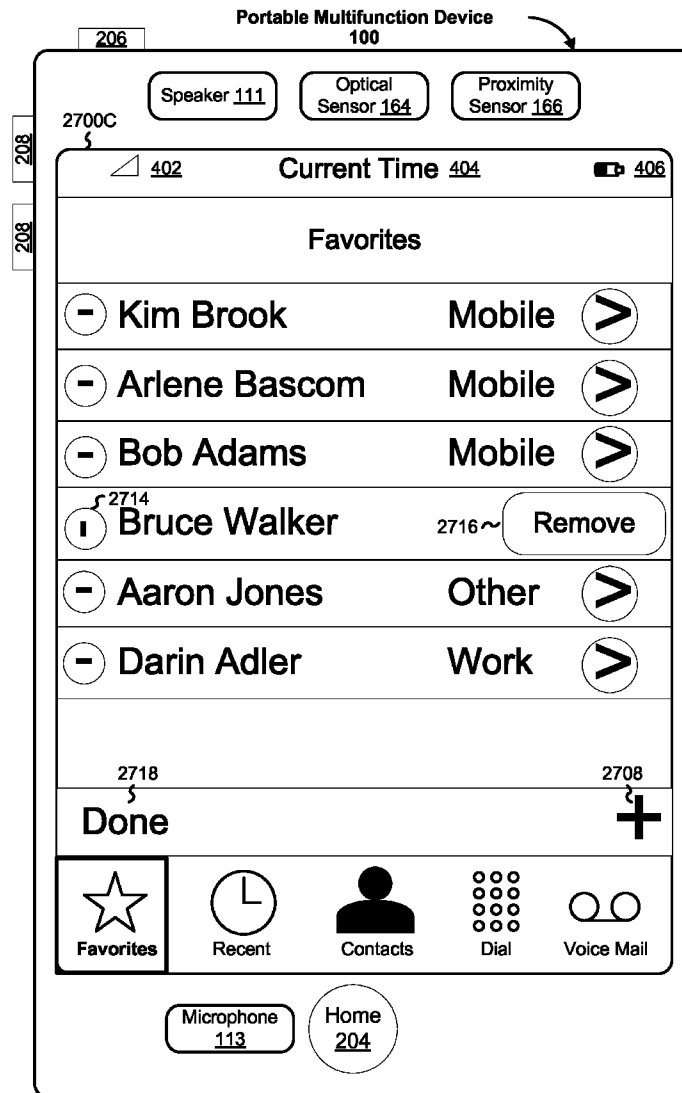 Portable Multifunction Device
100
206
Speaker 111
Optical
Sensor 164
Proximity
Sensor 166
2700C
208
208
402 Current Time 404 406
Favorites
- Kim Brook Mobile >
- Arlene Bascom Mobile >
- Bob Adams Mobile >
2714
Bruce Walker 2716 Remove
- Aaron Jones Other >
- Darin Adler Work >
2718 2708
Done +
Favorites Recent Contacts Dial Voice Mail
Microphone
113
Home
204